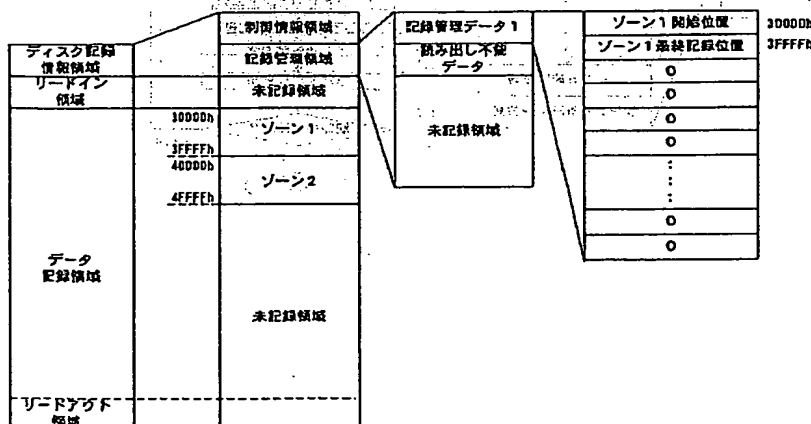 ディスク記録
情報領域
リードイン
領域
データ
記録領域
リードアウト
領域
制御情報領域
記録管理領域
未記録領域
30000h
ゾーン1
3FFFFh
40000h
ゾーン2
4FFFFh
未記録領域
記録管理データ1
読み出し不能
データ
未記録領域
ゾーン1開始位置
30000h
ゾーン1最終記録位置
3FFFFh
0
0
0
0
0
0